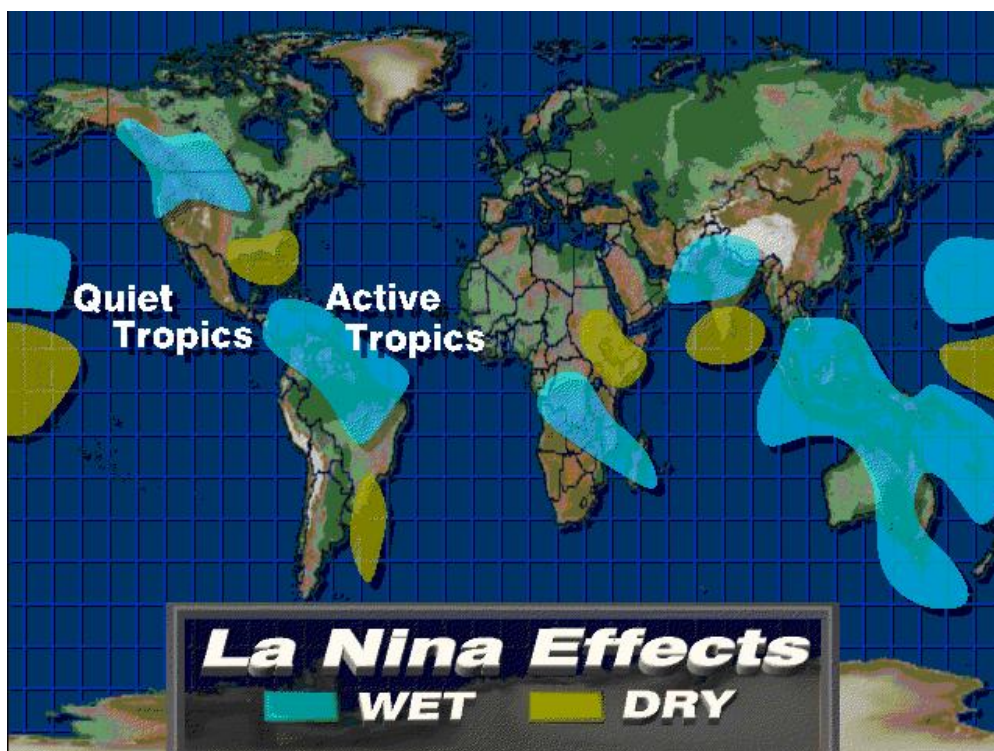 Quiet
Tropics
Active
Tropics
La Nina Effects
WET
DRY